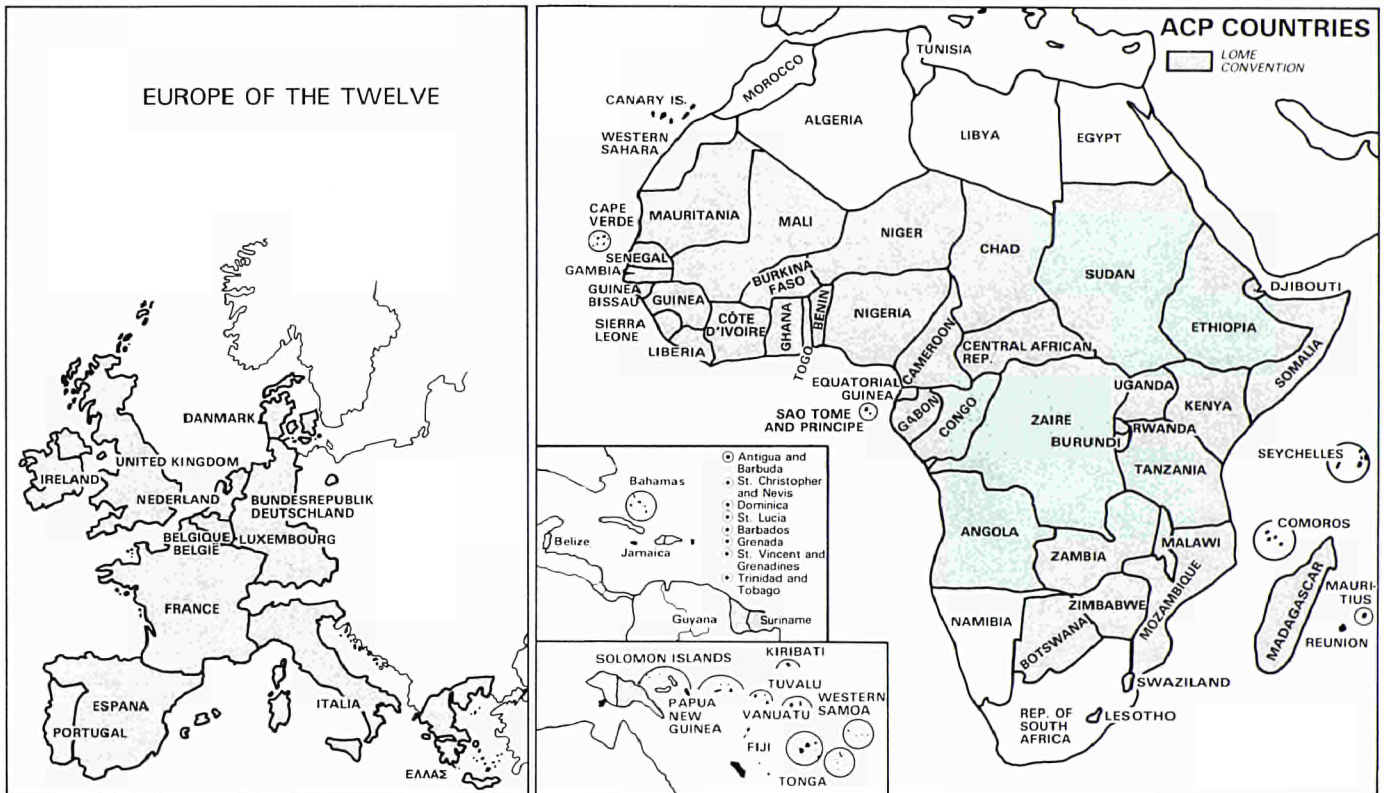 EUROPE OF THE TWELVE
DANMARK
UNITED KINGDOM
IRELAND
NEDERLAND
BUNDESREPUBLIK
DEUTSCHLAND
BELGIQUE
BELGIË
LUXEMBOURG
FRANCE
ESPANA
PORTUGAL
ITALIA
ΕΛΛΑΣ
ACP COUNTRIES
LOME
CONVENTION
TUNISIA
MOROCCO
CANARY IS.
ALGERIA
LIBYA
EGYPT
WESTERN
SAHARA
CAPE
VERDE
MAURITANIA
MALI
NIGER
CHAD
SUDAN
SENEGAL
GAMBIA
BURKINA
FASO
GUINEA
BISSAU
GUINEA
DJIBOUTI
SIERRA
LEONE
CÔTE
D'IVOIRE
GHANA
TOGO
BENIN
NIGERIA
ETHIOPIA
LIBERIA
CAMEROON
CENTRAL AFRICAN
REP.
SOMALIA
EQUATORIAL
GUINEA
UGANDA
KENYA
SAO TOME
AND PRINCIPE
GABON
CONGO
ZAIRE
RWANDA
BURUNDI
TANZANIA
SEYCHELLES
ANGOLA
COMOROS
ZAMBIA
MALAWI
MOZAMBIQUE
ZIMBABWE
MADAGASCAR
MAURI-
TIUS
REUNION
NAMIBIA
BOTSWANA
SWAZILAND
REP. OF
SOUTH
AFRICA
LESOTHO
Bahamas
Belize
Jamaica
Guyana
Suriname
Antigua and
Barbuda
St. Christopher
and Nevis
Dominica
St. Lucia
Barbados
Grenada
St. Vincent and
Grenadines
Trinidad and
Tobago
SOLOMON ISLANDS
KIRIBATI
TUVALU
PAPUA
NEW
GUINEA
VANUATU
WESTERN
SAMOA
FIJI
TONGA